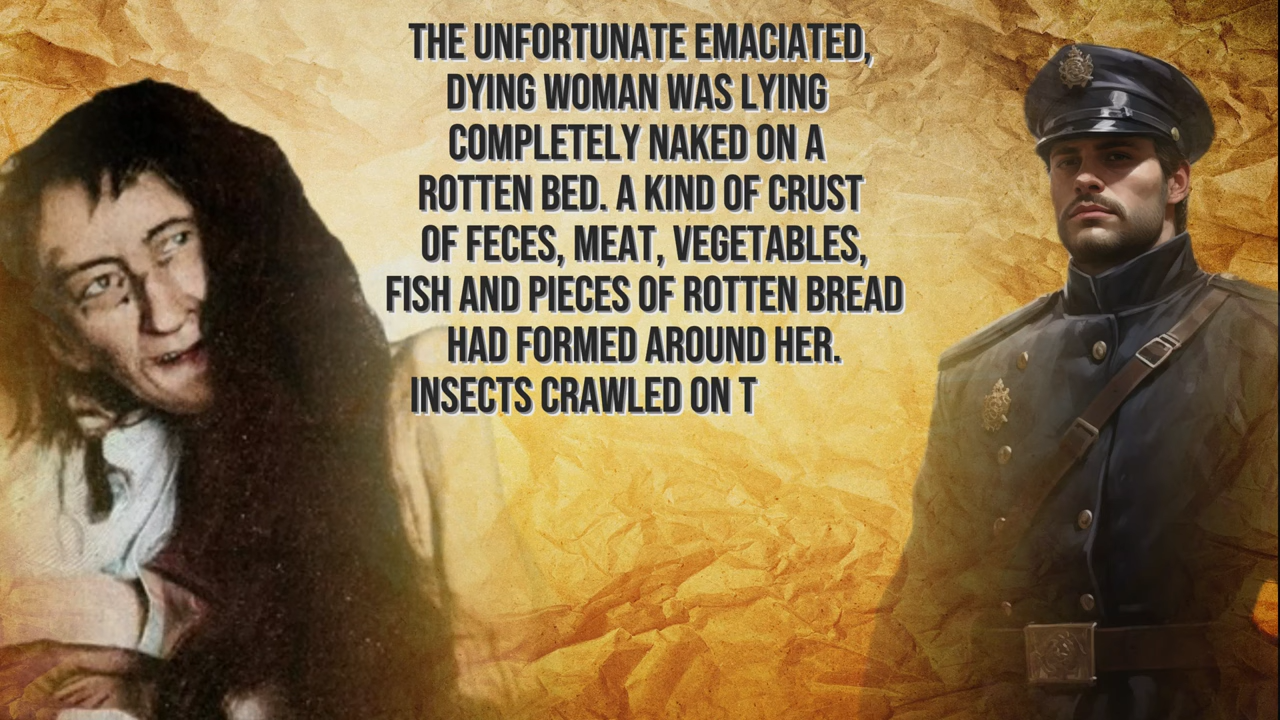 THE UNFORTUNATE EMACIATED,
DYING WOMAN WAS LYING
COMPLETELY NAKED ON A
ROTTEN BED. A KIND OF CRUST
OF FECES, MEAT, VEGETABLES,
FISH AND PIECES OF ROTTEN BREAD
HAD FORMED AROUND HER.
INSECTS CRAWLED ON T